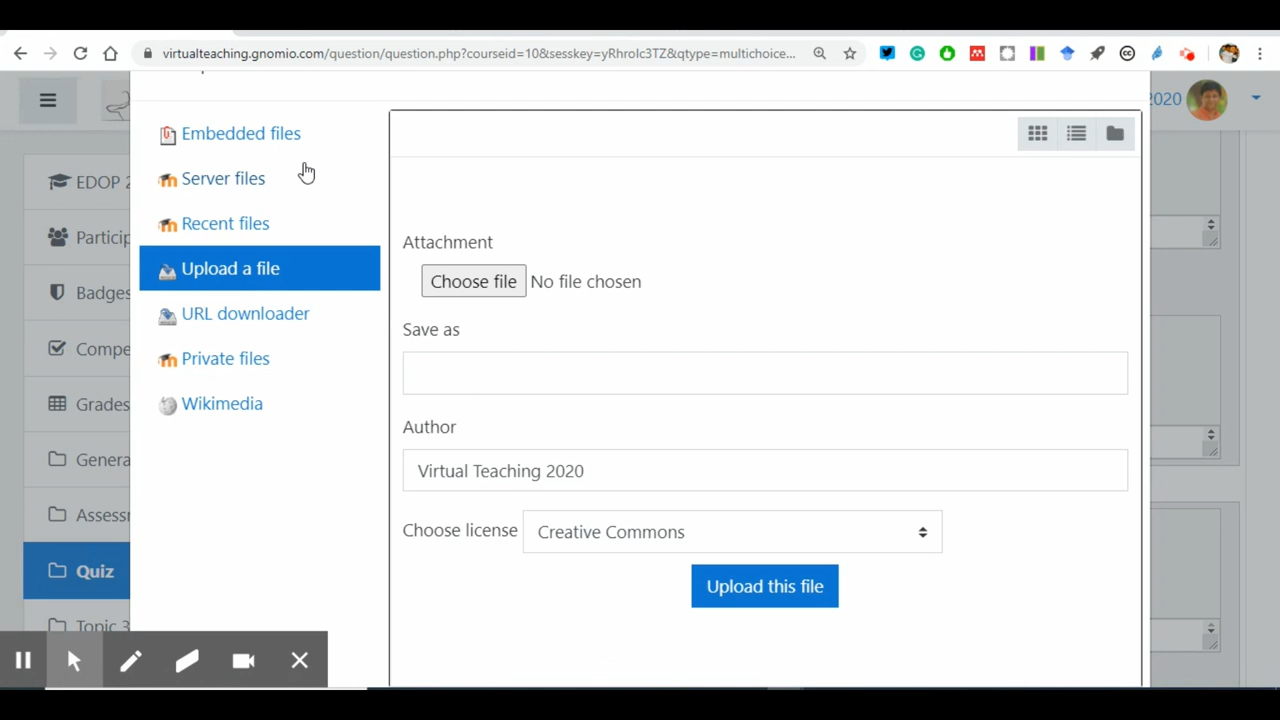 virtualteaching.gnomio.com/question/question.php?courseid=10&sesskey=yRhrolc3TZ&qtype=multichoice...
2020
Embedded files
Server files
Recent files
Upload a file
URL downloader
Private files
Wikimedia
EDOP 2
Particip
Badges
Compe
Grades
Genera
Assessr
Quiz
Topic 3
Attachment
Choose file No file chosen
Save as
Author
Virtual Teaching 2020
Choose license Creative Commons
Upload this file